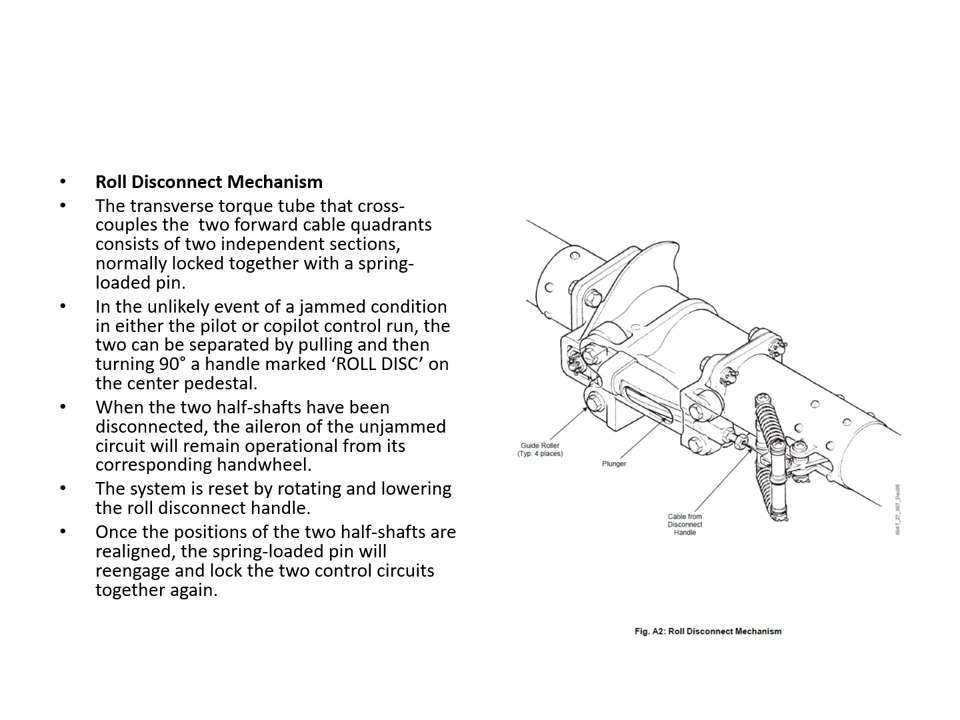 • Roll Disconnect Mechanism
• The transverse torque tube that cross-
couples the  two forward cable quadrants
consists of two independent sections,
normally locked together with a spring-
loaded pin.
• In the unlikely event of a jammed condition
in either the pilot or copilot control run, the
two can be separated by pulling and then
turning 90° a handle marked ‘ROLL DISC’ on
the center pedestal.
• When the two half-shafts have been
disconnected, the aileron of the unjammed
circuit will remain operational from its
corresponding handwheel.
• The system is reset by rotating and lowering
the roll disconnect handle.
• Once the positions of the two half-shafts are
realigned, the spring-loaded pin will
reengage and lock the two control circuits
together again.
Guide Roller
(Typ. 4 places)
Plunger
Cable from
Disconnect
Handle
Fig. A2: Roll Disconnect Mechanism